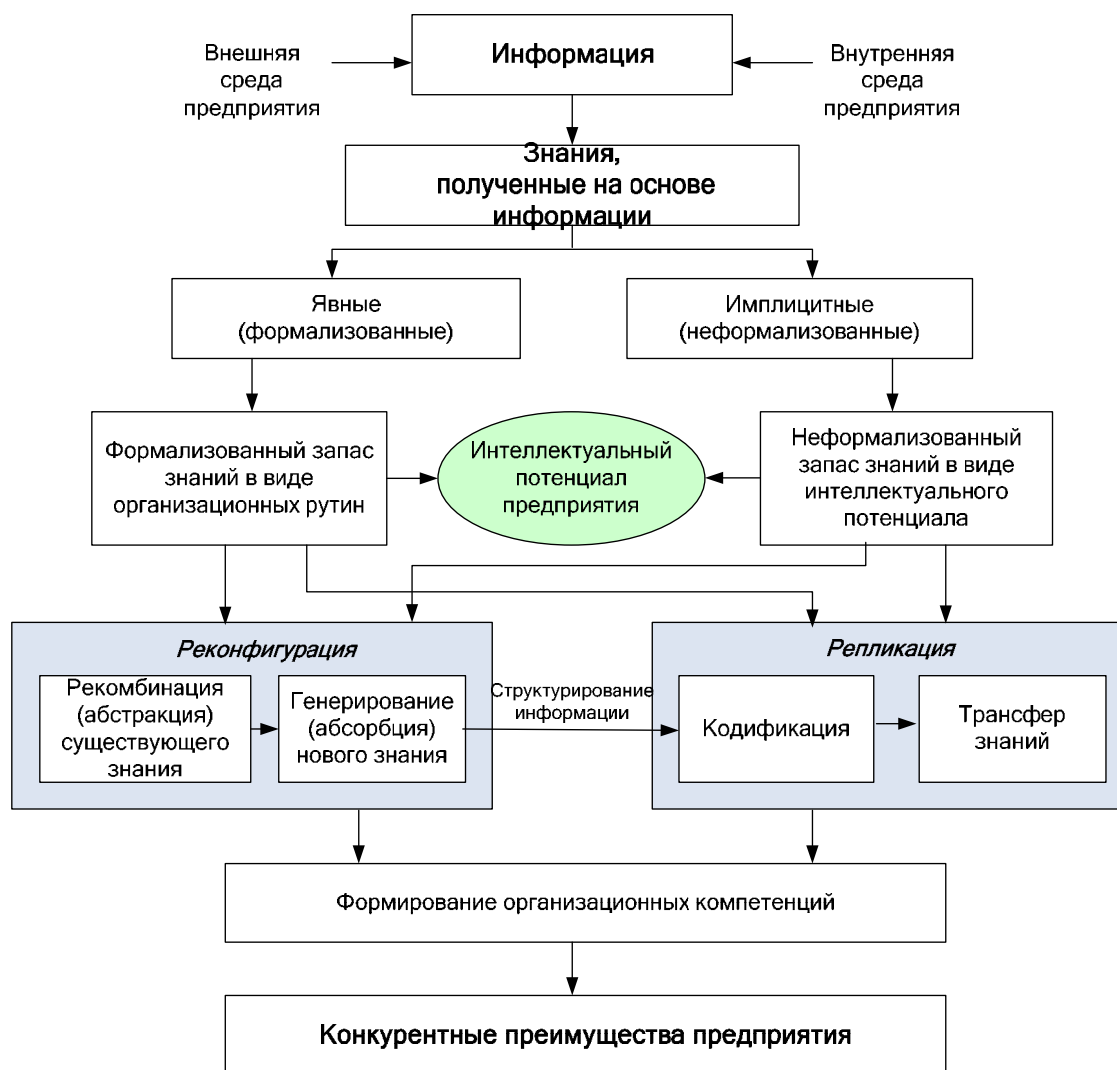 Внешняя
среда
предприятия
Информация
Внутренняя
среда
предприятия
Знания,
полученные на основе
информации
Явные
(формализованные)
Имплицитные
(неформализованные)
Формализованный запас
знаний в виде
организационных рутин
Интеллектуальный
потенциал
предприятия
Неформализованный
запас знаний в виде
интеллектуального
потенциала
Реконфигурация
Рекомбинация
(абстракция)
существующего
знания
Генерирование
(абсорбция)
нового знания
Структурирование
информации
Репликация
Кодификация
Трансфер
знаний
Формирование организационных компетенций
Конкурентные преимущества предприятия